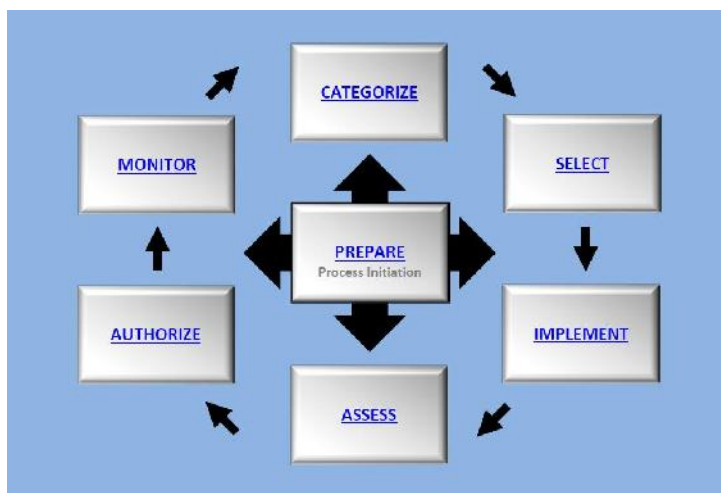 CATEGORIZE
MONITOR
SELECT
PREPARE
Process Initiation
AUTHORIZE
IMPLEMENT
ASSESS